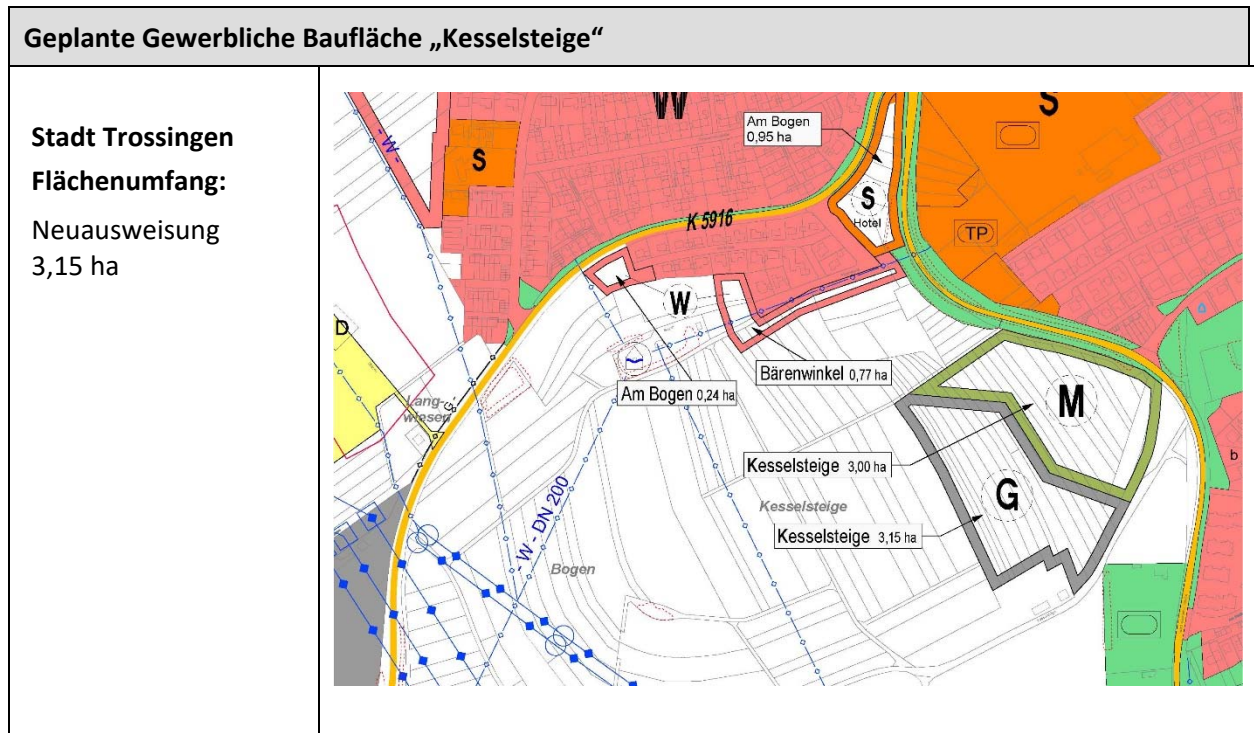 Geplante Gewerbliche Baufläche „Kesselsteige“
Stadt Trossingen
Flächenumfang:
Neuausweisung
3,15 ha
W
S
- W -
S
Am Bogen
0,95 ha
S
Hotel
K 5916
TP
W
D
Lang-
wiesen
- G -
Bärenwinkel 0,77 ha
Am Bogen 0,24 ha
M
b
Kesselsteige 3,00 ha
G
Kesselsteige
Kesselsteige 3,15 ha
- W - DN 200
Bogen